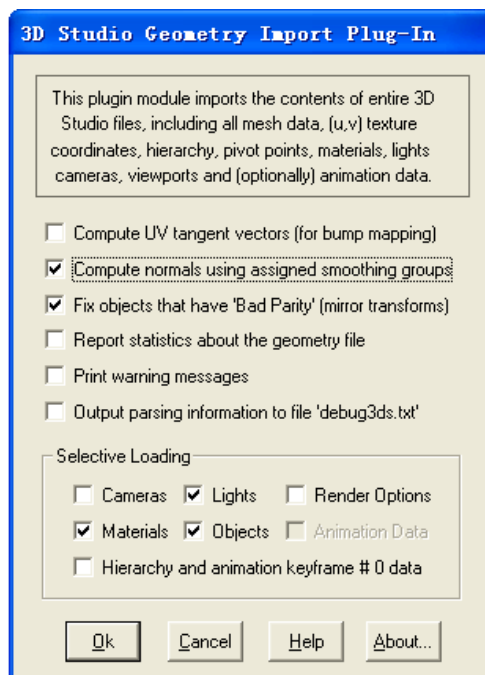 3D Studio Geometry Import Plug-In
This plugin module imports the contents of entire 3D
Studio files, including all mesh data, (u,v) texture
coordinates, hierarchy, pivot points, materials, lights
cameras, viewports and (optionally) animation data.
Compute UV tangent vectors (for bump mapping)
Compute normals using assigned smoothing groups
Fix objects that have 'Bad Parity' (mirror transforms)
Report statistics about the geometry file
Print warning messages
Output parsing information to file 'debug3ds.txt'
Selective Loading
Cameras Lights Render Options
Materials Objects Animation Data
Hierarchy and animation keyframe # 0 data
Ok Cancel Help About...